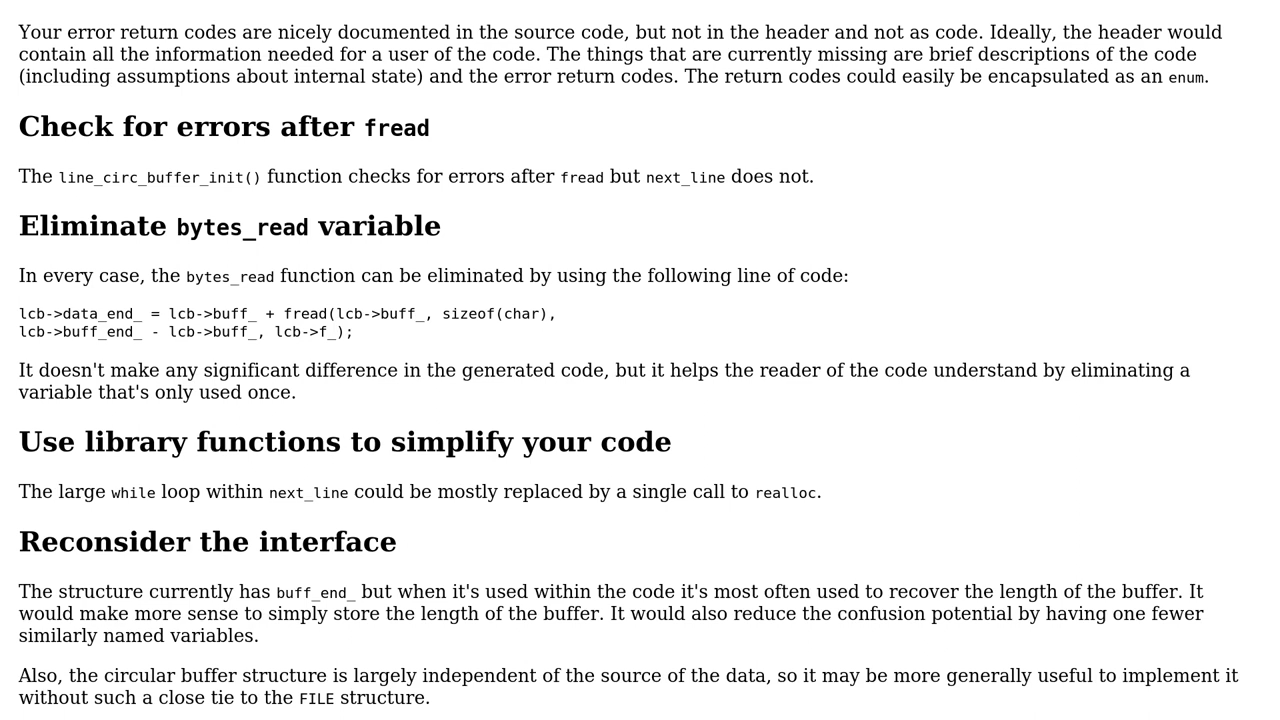 Your error return codes are nicely documented in the source code, but not in the header and not as code. Ideally, the header would
contain all the information needed for a user of the code. The things that are currently missing are brief descriptions of the code
(including assumptions about internal state) and the error return codes. The return codes could easily be encapsulated as an enum.
Check for errors after fread
The line_circ_buffer_init() function checks for errors after fread but next_line does not.
Eliminate bytes_read variable
In every case, the bytes_read function can be eliminated by using the following line of code:
lcb->data_end_ = lcb->buff_ + fread(lcb->buff_, sizeof(char),
lcb->buff_end_ - lcb->buff_, lcb->f_);
It doesn't make any significant difference in the generated code, but it helps the reader of the code understand by eliminating a
variable that's only used once.
Use library functions to simplify your code
The large while loop within next_line could be mostly replaced by a single call to realloc.
Reconsider the interface
The structure currently has buff_end_ but when it's used within the code it's most often used to recover the length of the buffer. It
would make more sense to simply store the length of the buffer. It would also reduce the confusion potential by having one fewer
similarly named variables.
Also, the circular buffer structure is largely independent of the source of the data, so it may be more generally useful to implement it
without such a close tie to the FILE structure.